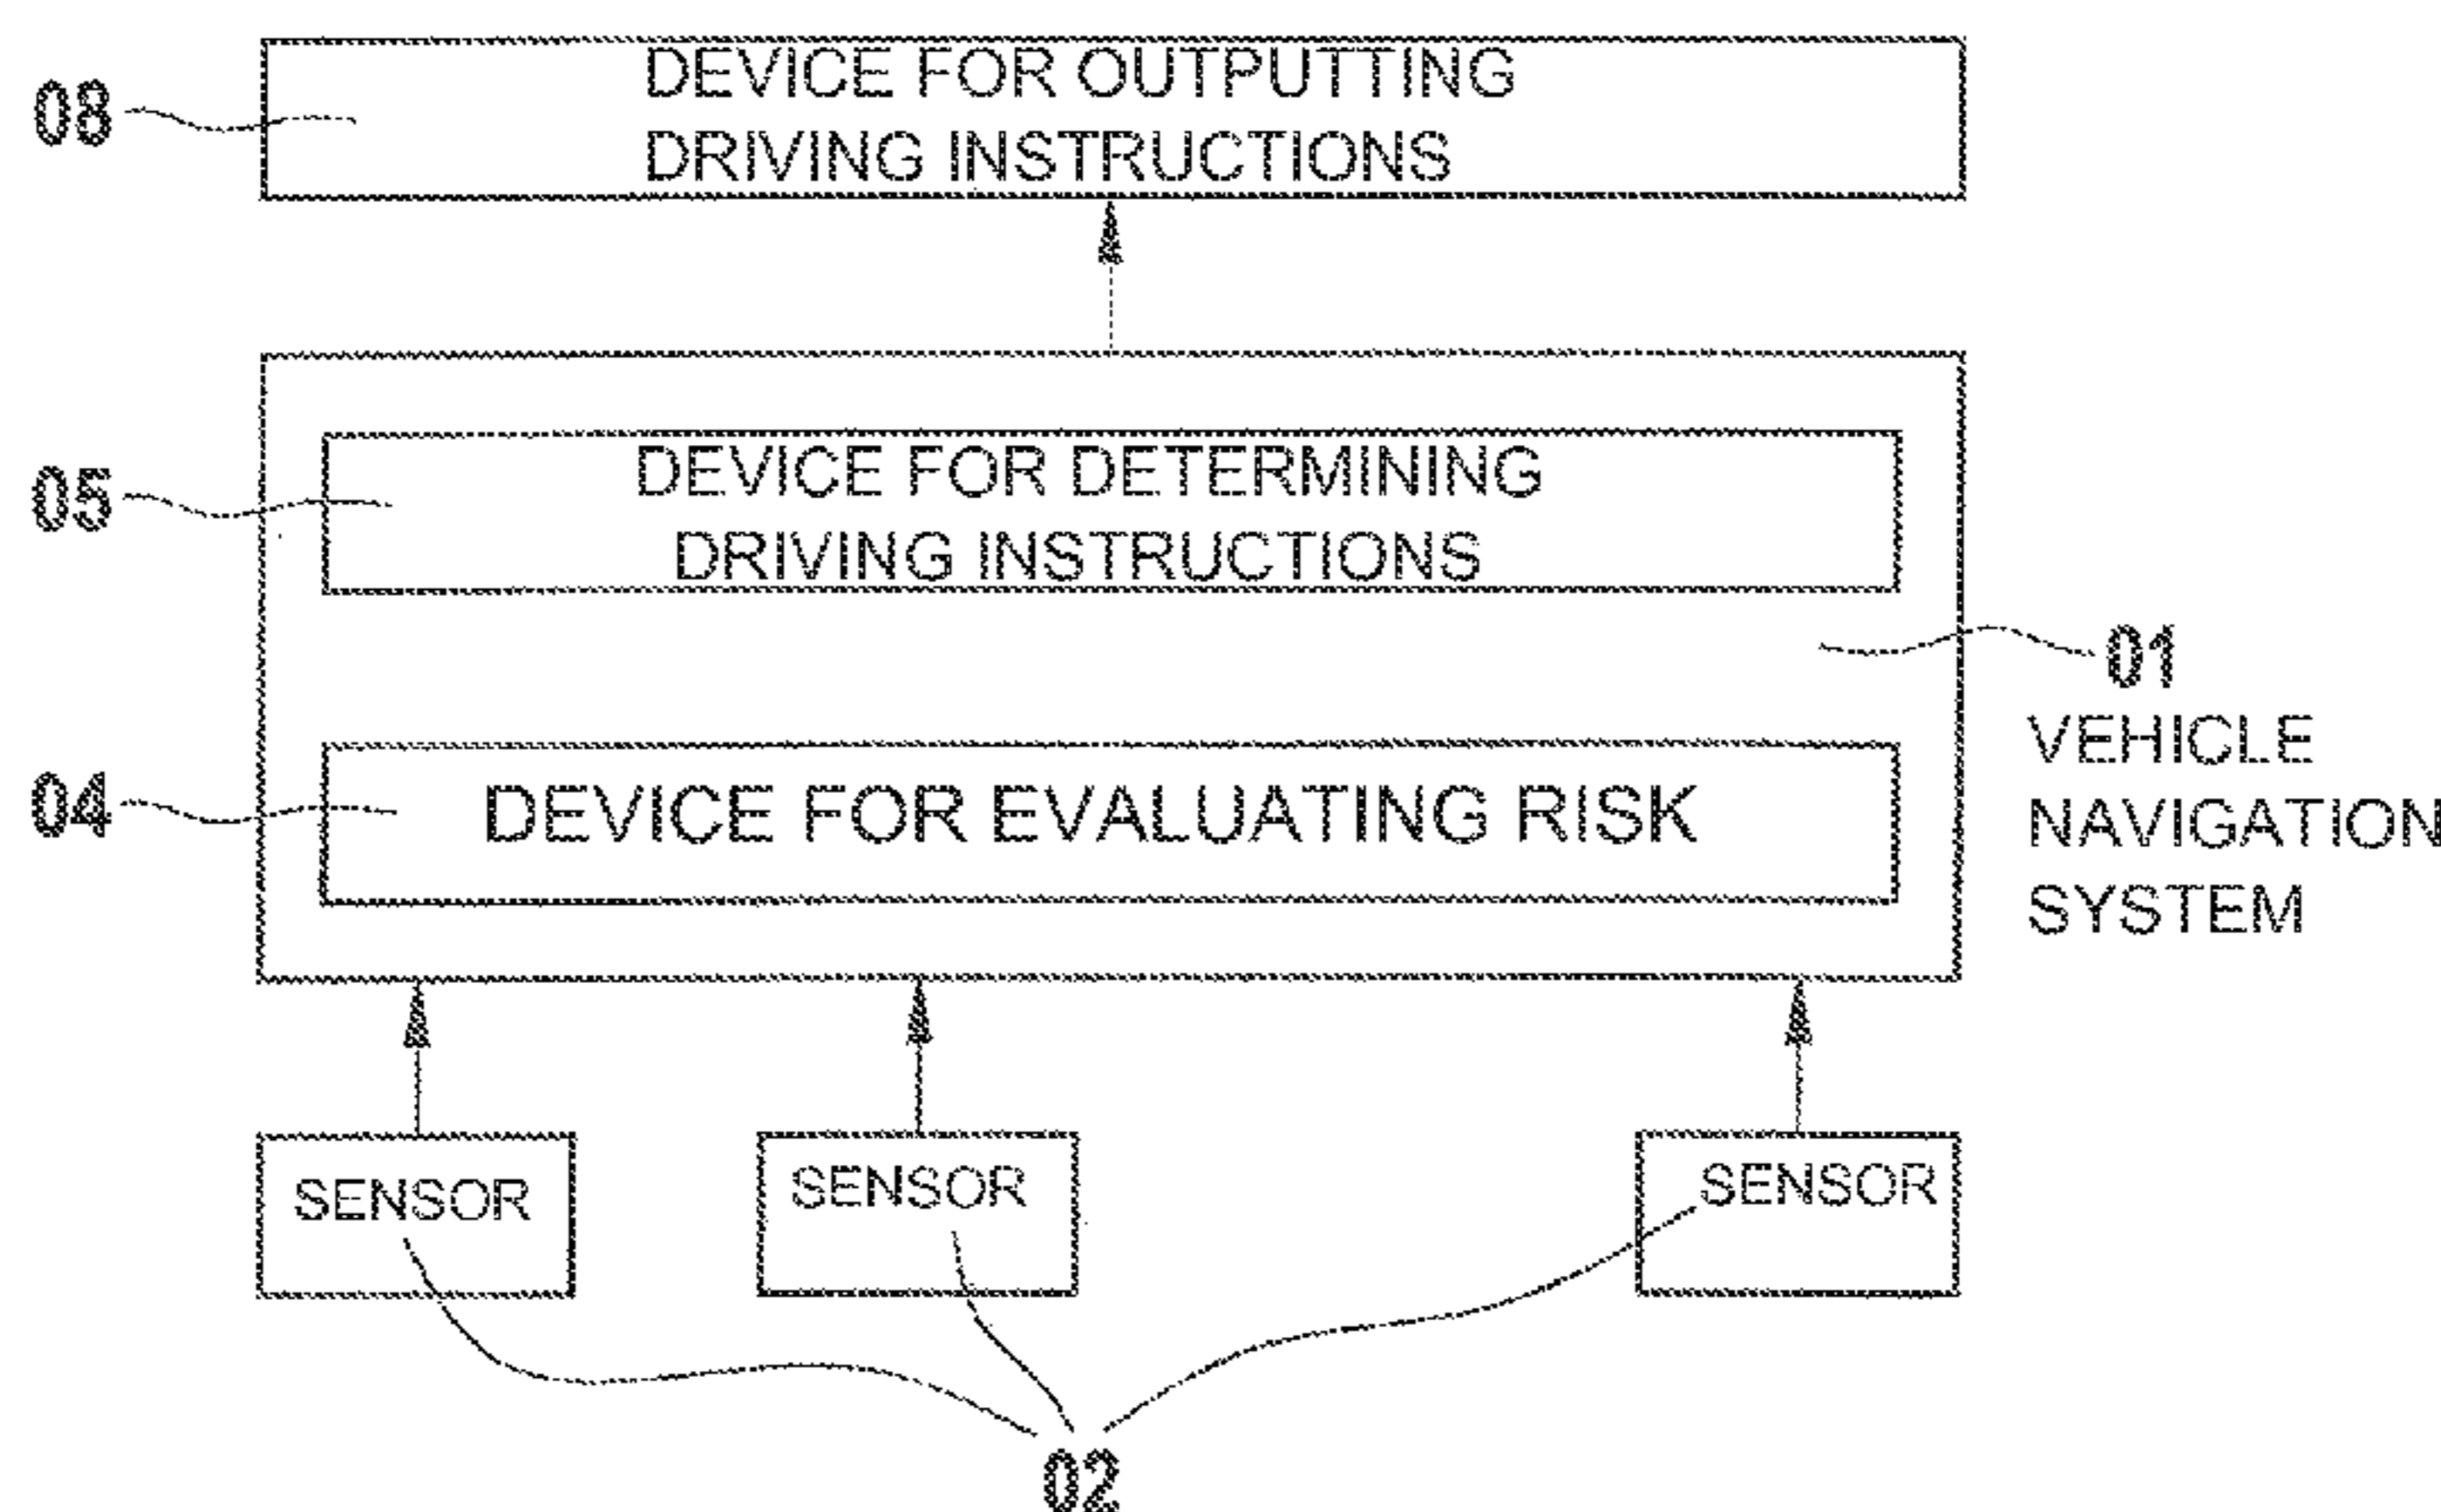 08
DEVICE FOR OUTPUTTING
DRIVING INSTRUCTIONS
05
DEVICE FOR DETERMINING
DRIVING INSTRUCTIONS
01
VEHICLE
NAVIGATION
SYSTEM
04
DEVICE FOR EVALUATING RISK
SENSOR
SENSOR
SENSOR
02